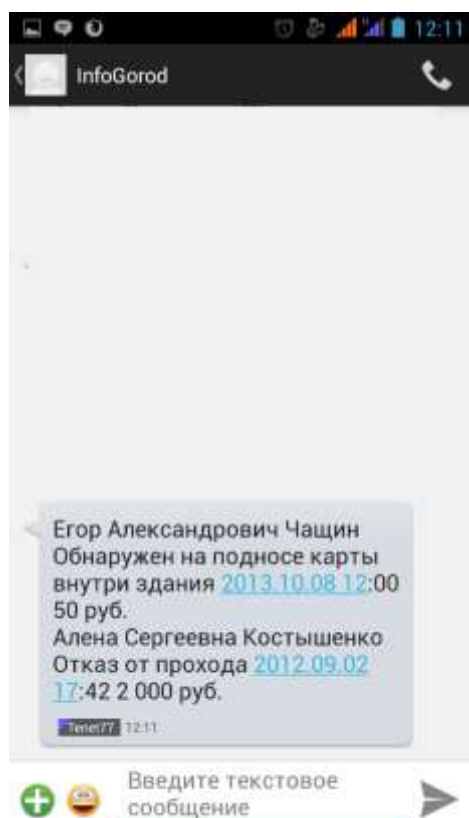 12:11
InfoGorod
Егор Александрович Чащин
Обнаружен на подносе карты
внутри здания 2013.10.08 12:00
50 руб.
Алена Сергеевна Костышенко
Отказ от прохода 2012.09.02
17:42 2 000 руб.
Tenet77 12:11
Введите текстовое
сообщение